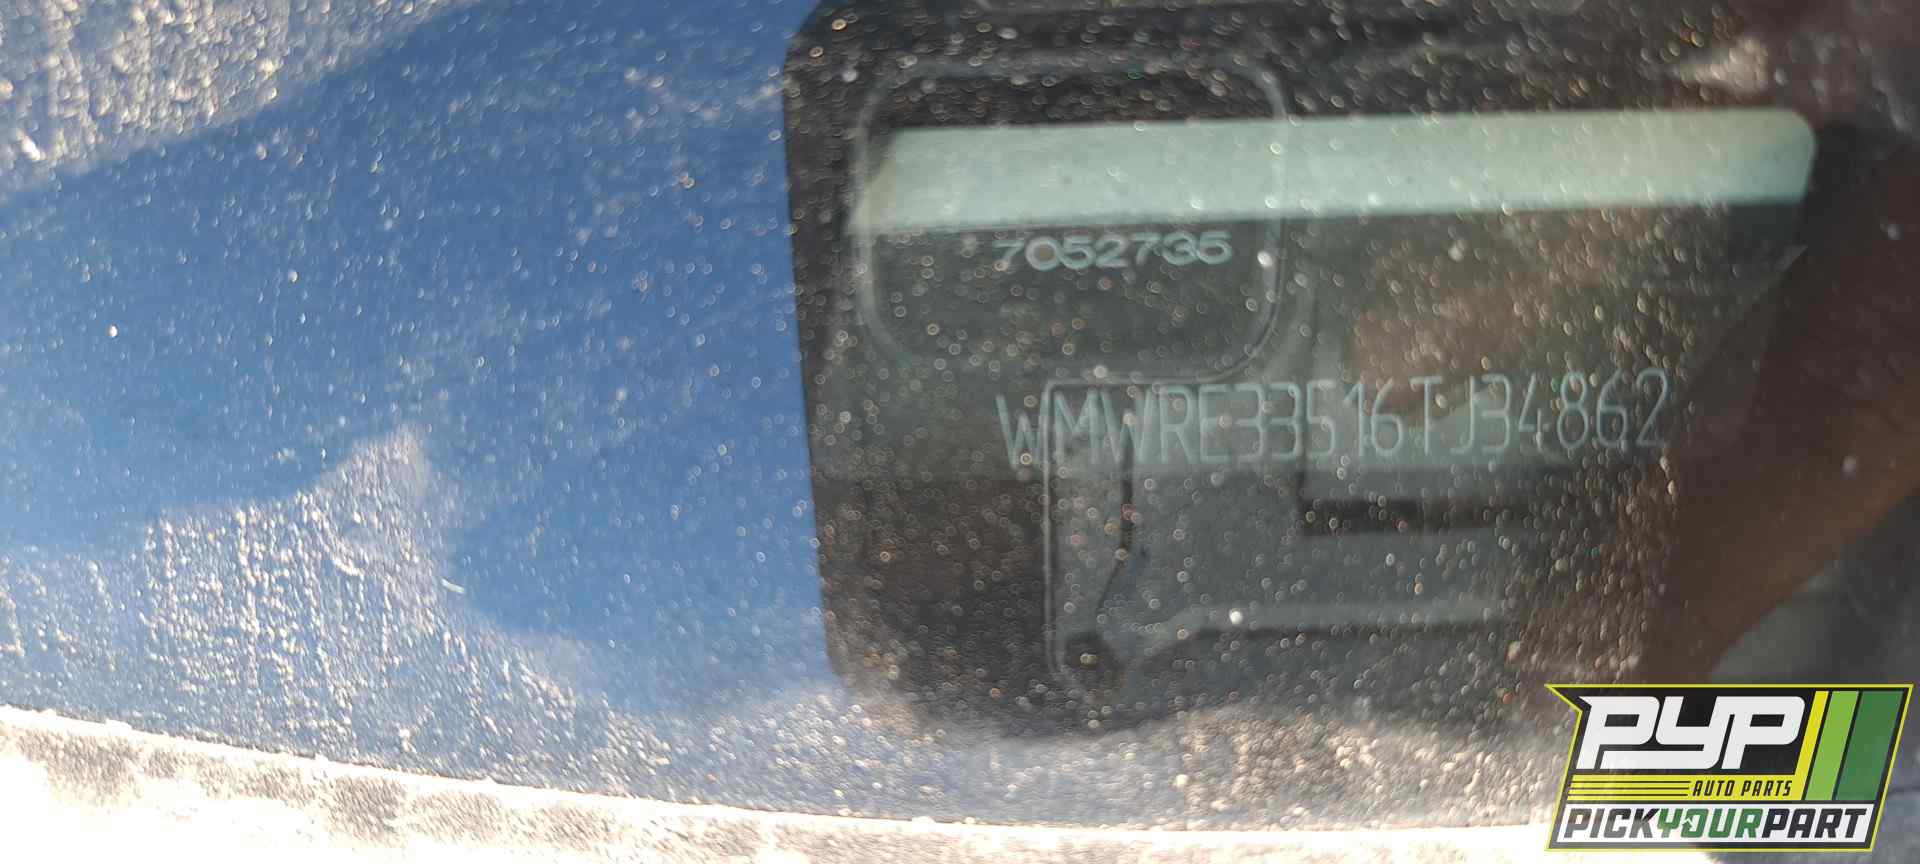 7052735
WMWRE33516TJ34862
PYP
AUTO PARTS
PICKYOURPART